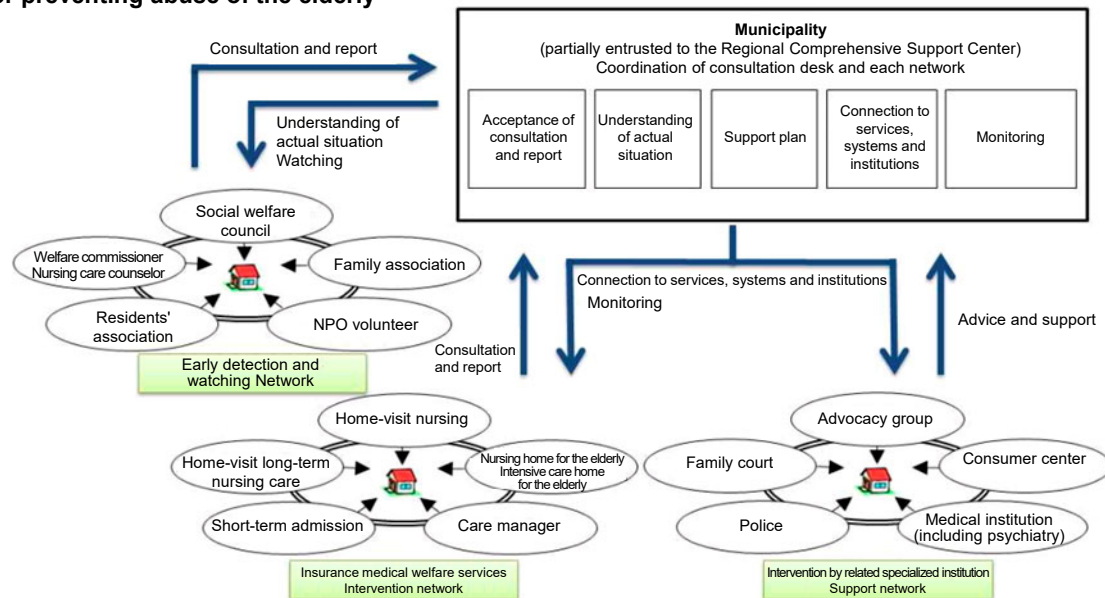 or preventing abuse of the elderly
Consultation and report
Municipality
(partially entrusted to the Regional Comprehensive Support Center)
Coordination of consultation desk and each network
Acceptance of
consultation
and report
Understanding
of actual
situation
Support plan
Connection to
services,
systems and
institutions
Monitoring
Understanding of
actual situation
Watching
Social welfare
council
Welfare commissioner
Nursing care counselor
Family association
Residents'
association
NPO volunteer
Early detection and
watching Network
Connection to services, systems and institutions
Monitoring
Consultation
and report
Advice and support
Home-visit nursing
Home-visit long-term
nursing care
Nursing home for the elderly
Intensive care home
for the elderly
Short-term admission
Care manager
Insurance medical welfare services
Intervention network
Advocacy group
Family court
Consumer center
Police
Medical institution
(including psychiatry)
Intervention by related specialized institution
Support network